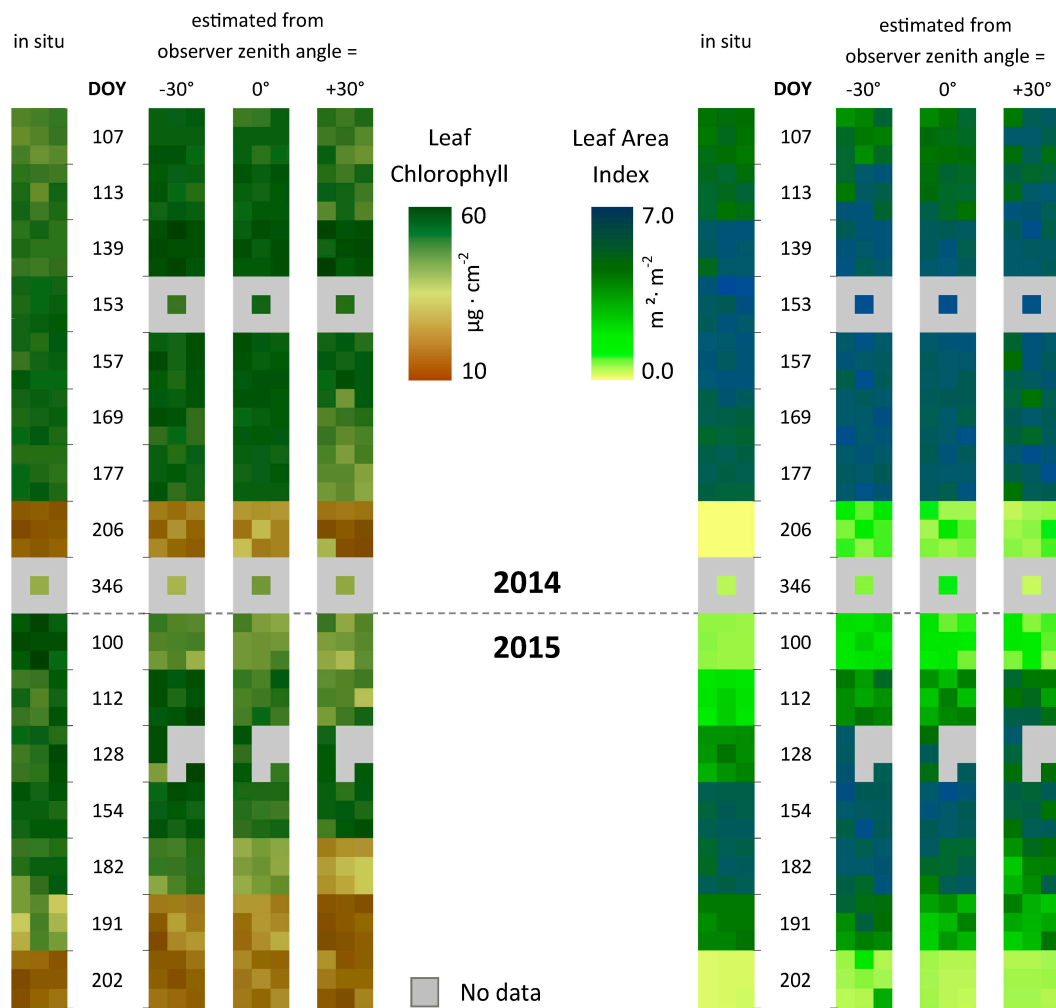 estimated from
in situ
observer zenith angle =
DOY
-30°
0°
+30°
estimated from
in situ
observer zenith angle =
DOY
-30°
0°
+30°
107
113
139
153
157
169
177
206
346
100
112
128
154
182
191
202
Leaf
Chlorophyll
60
µg · cm⁻²
10
Leaf Area
Index
7.0
m ²· m⁻²
0.0
2014
2015
No data
107
113
139
153
157
169
177
206
346
100
112
128
154
182
191
202